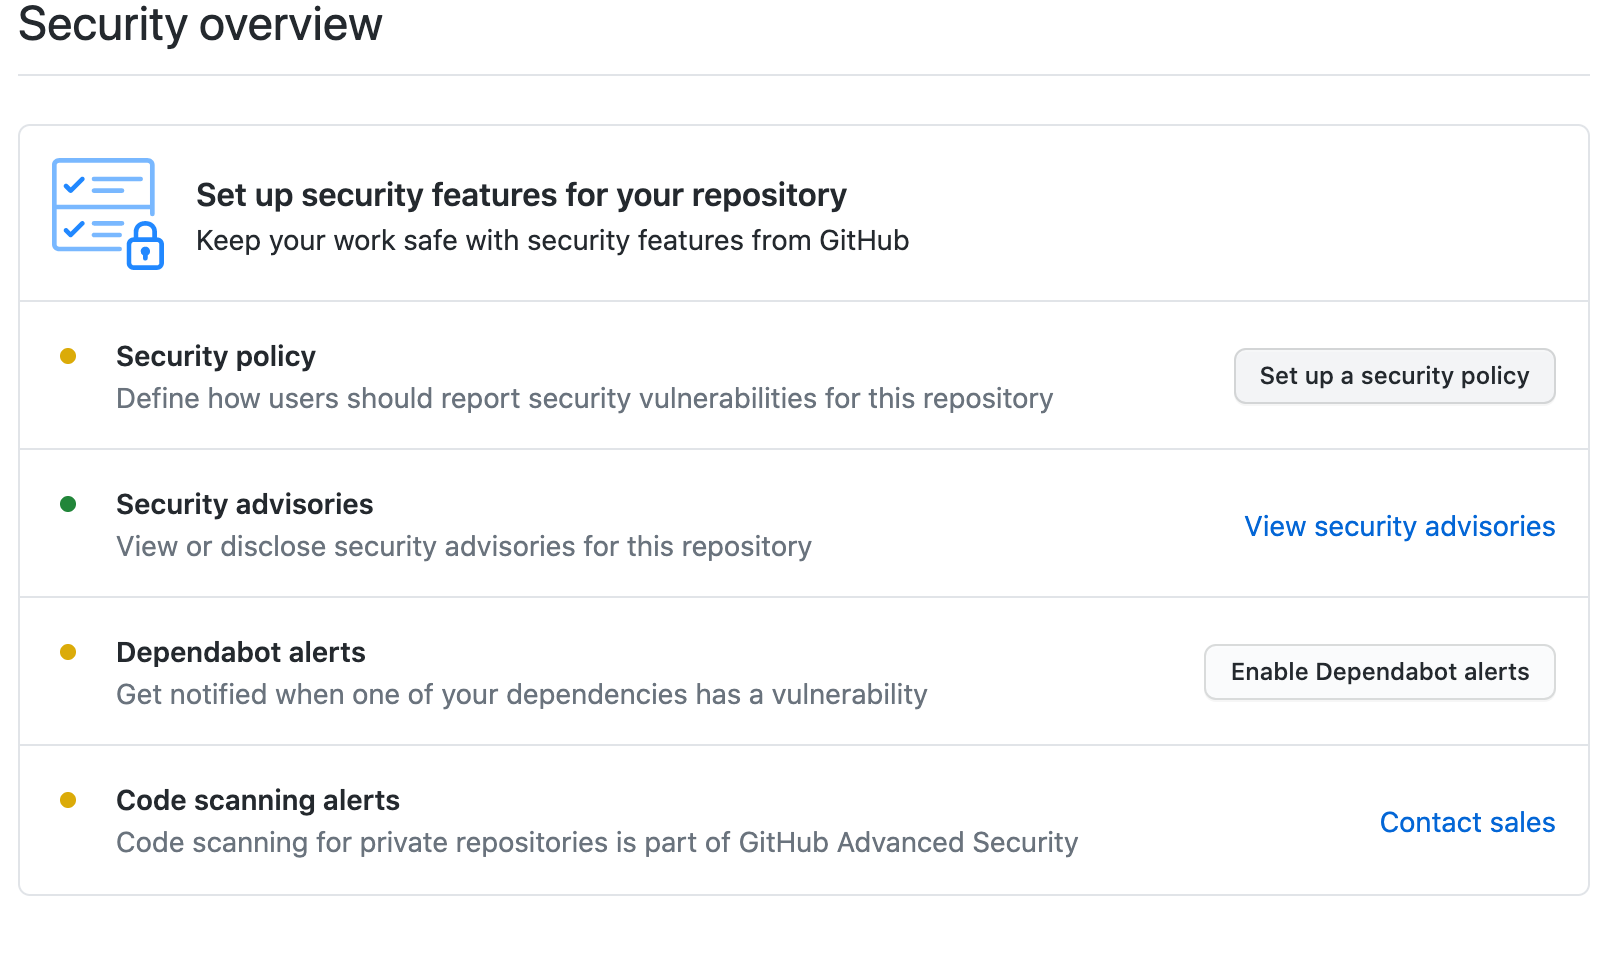 Security overview
Set up security features for your repository
Keep your work safe with security features from GitHub
Security policy
Define how users should report security vulnerabilities for this repository
Set up a security policy
Security advisories
View or disclose security advisories for this repository
View security advisories
Dependabot alerts
Get notified when one of your dependencies has a vulnerability
Enable Dependabot alerts
Code scanning alerts
Code scanning for private repositories is part of GitHub Advanced Security
Contact sales